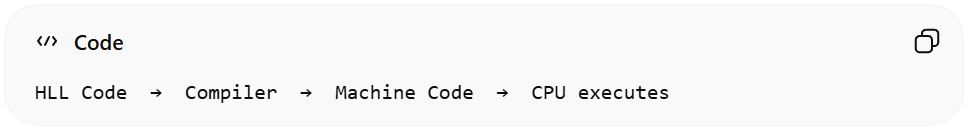 Code
HLL Code → Compiler → Machine Code → CPU executes